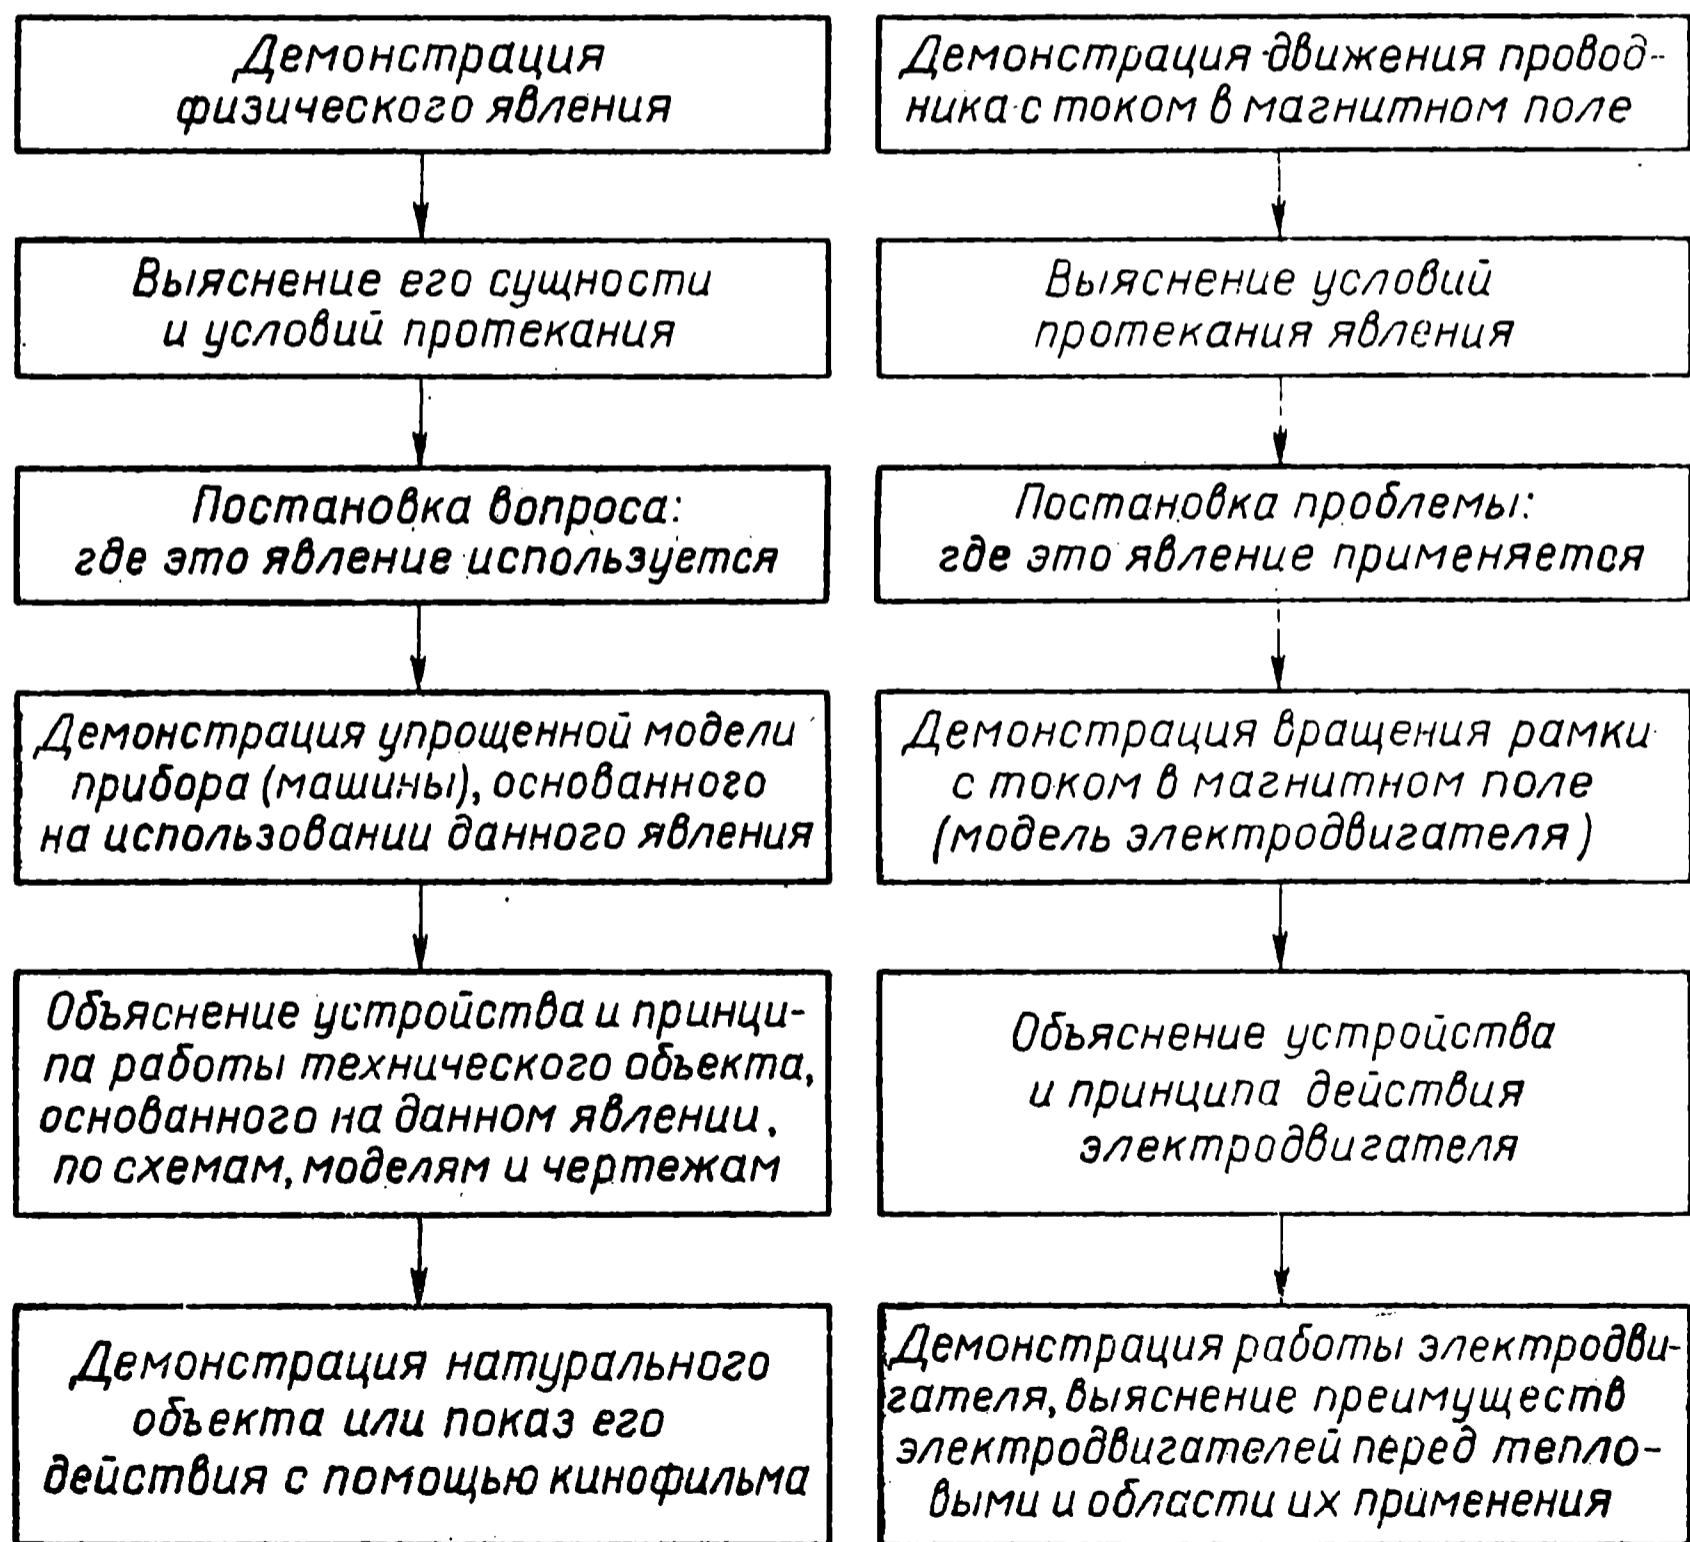 Демонстрация
физического явления
Выяснение его сущности
и условий протекания
Постановка вопроса:
где это явление используется
Демонстрация упрощенной модели
прибора (машины), основанного
на использовании данного явления
Объяснение устройства и принци-
па работы технического объекта,
основанного на данном явлении,
по схемам, моделям и чертежам
Демонстрация натурального
объекта или показ его
действия с помощью кинофильма
Демонстрация движения провод-
ника с током в магнитном поле
Выяснение условий
протекания явления
Постановка проблемы:
где это явление применяется
Демонстрация вращения рамки
с током в магнитном поле
(модель электродвигателя)
Объяснение устройства
и принципа действия
электродвигателя
Демонстрация работы электродви-
гателя, выяснение преимуществ
электродвигателей перед тепло-
выми и области их применения